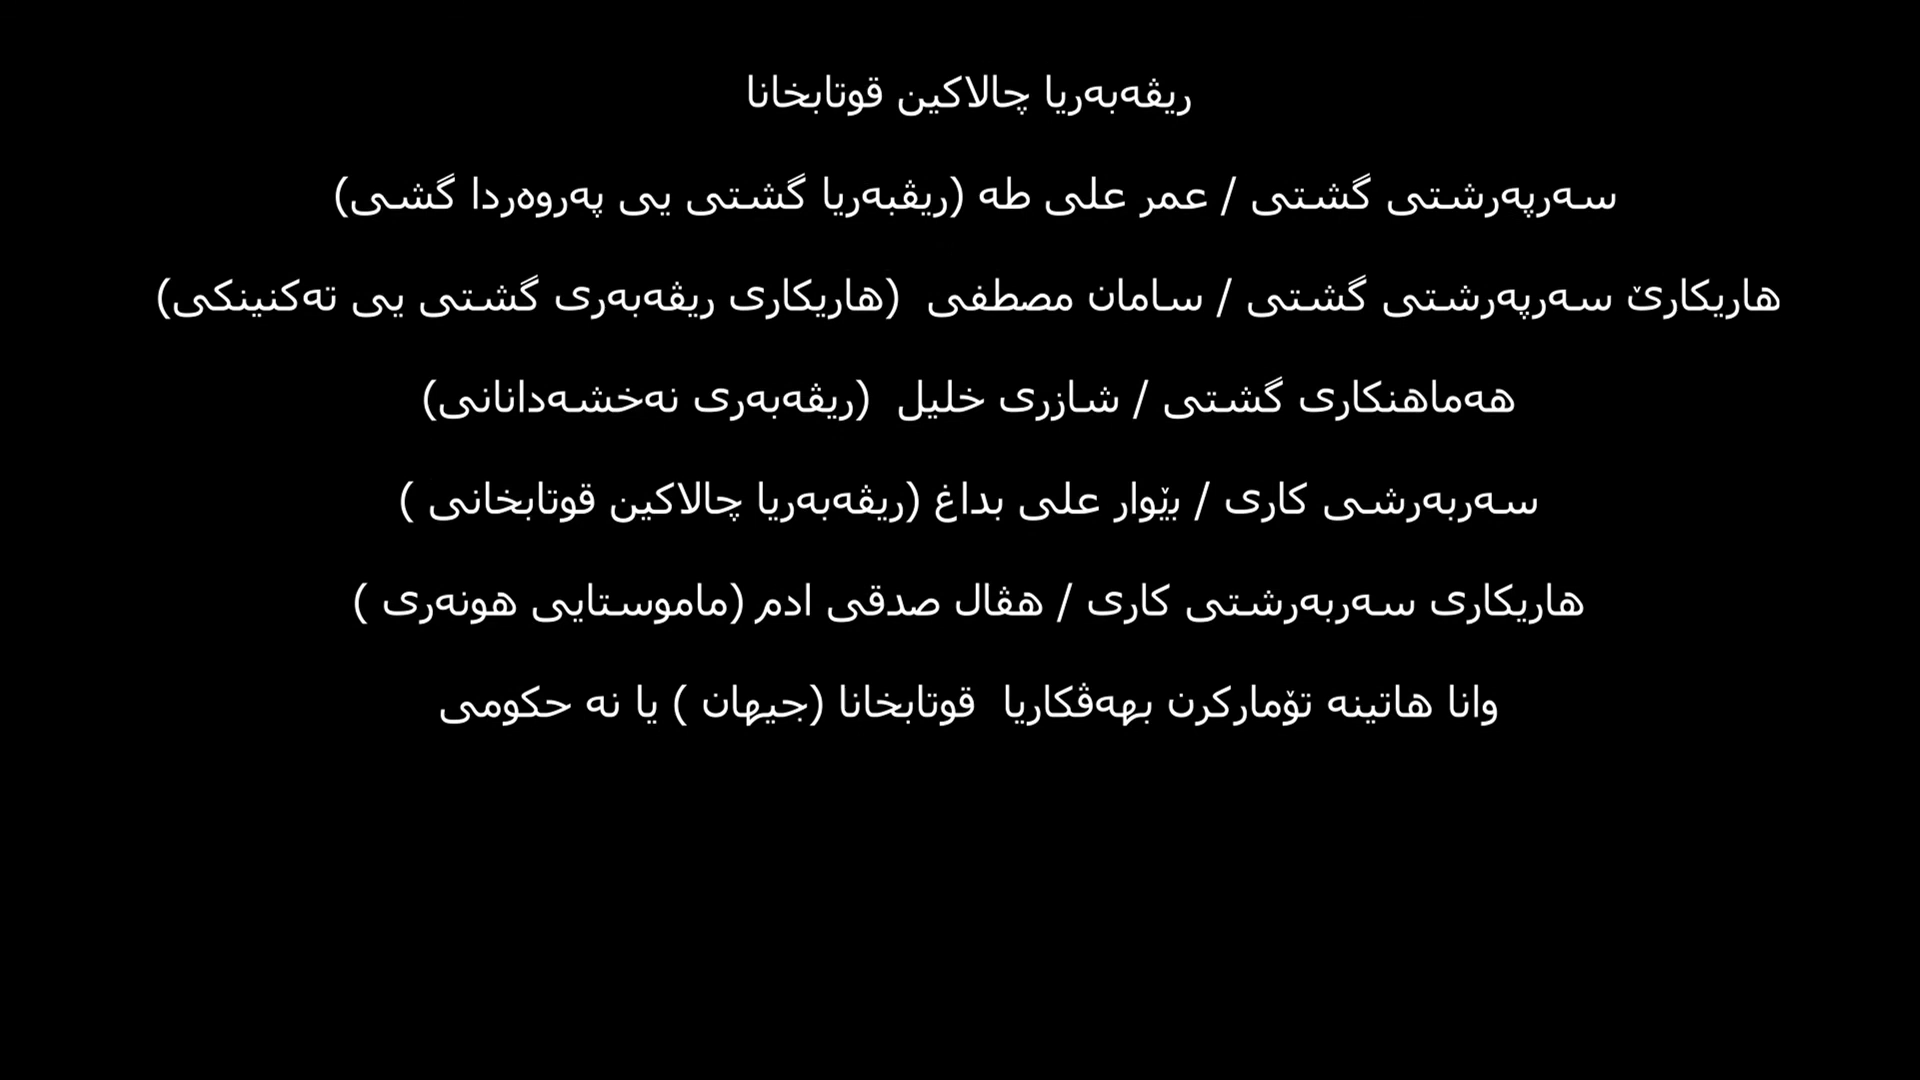 ریڤەبەریا چالاکین قوتابخانا
سەرپەرشتی گشتی / عمر علی طه (ریڤبەریا گشتی یی پەروەردا گشی)
هاریکارێ سەرپەرشتی گشتی / سامان مصطفی (هاریکاری ریڤەبەری گشتی یی تەکنینکی)
هەماهنکاری گشتی / شازری خلیل (ریڤەبەری نەخشەدانانی)
سەربەرشی کاری / بێوار علی بداغ (ریڤەبەریا چالاکین قوتابخانی )
هاریکاری سەربەرشتی کاری / هڤال صدقی ادم (ماموستایی هونەری )
وانا هاتینە تۆمارکرن بهەڤکاریا قوتابخانا (جیهان ) یا نە حکومی